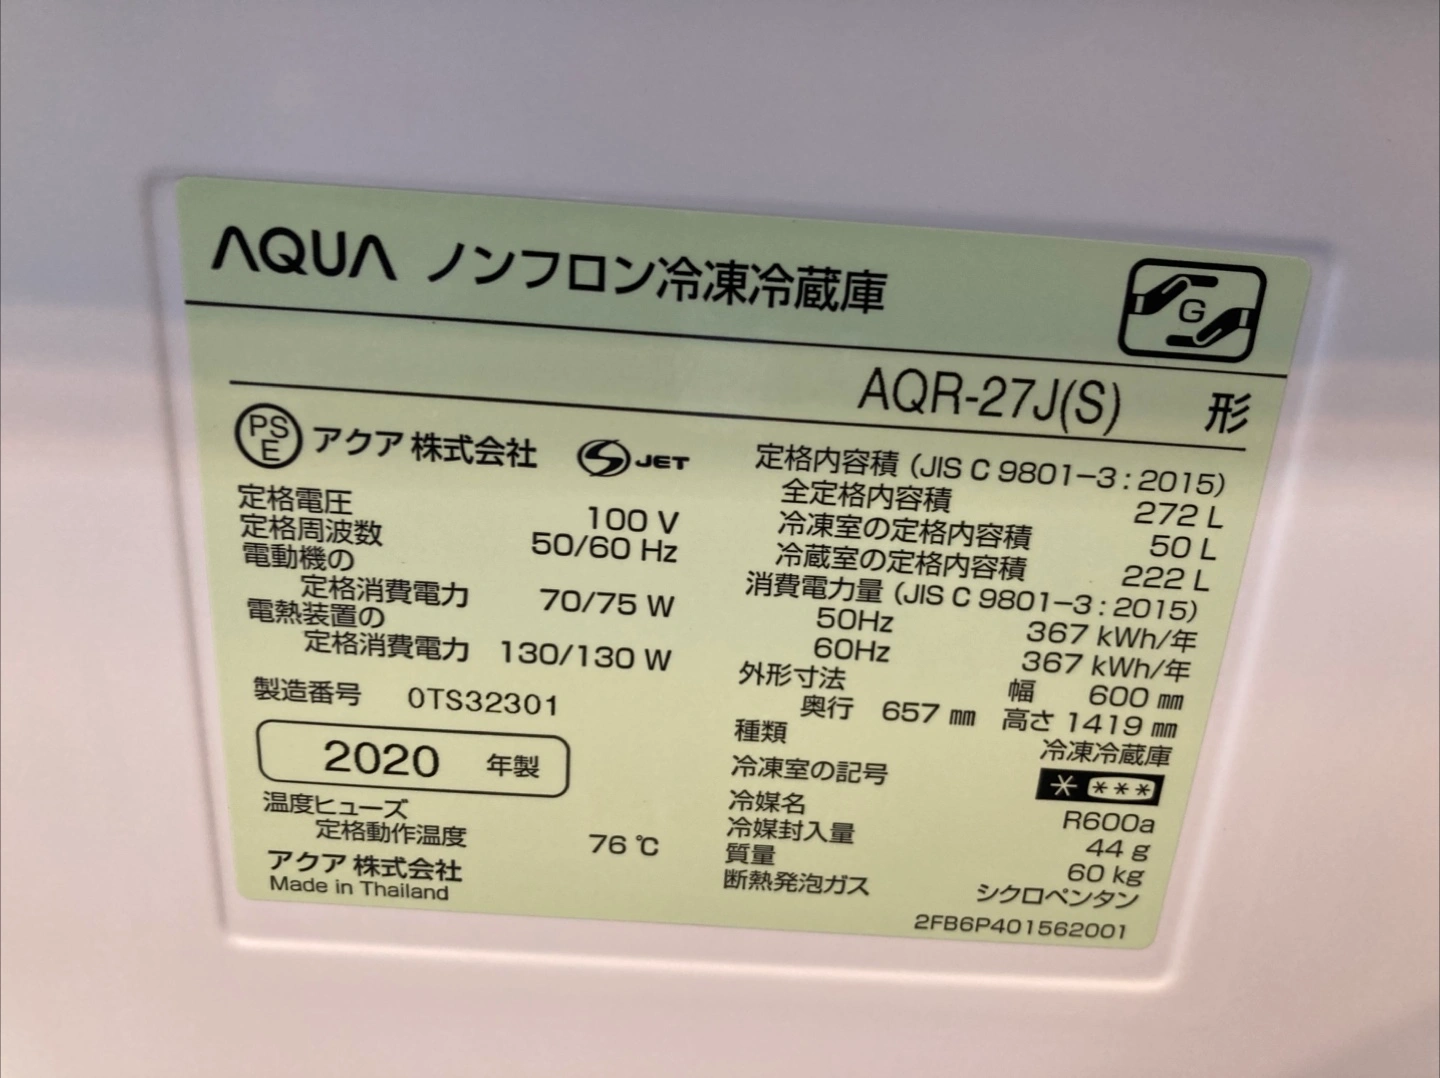 AQUA ノンフロン冷凍冷蔵庫
G
AQR-27J(S) 形
PS
E
アクア 株式会社
S JET
定格電圧 100 V
定格周波数 50/60 Hz
電動機の
定格消費電力 70/75 W
電熱装置の
定格消費電力 130/130 W
製造番号 0TS32301
2020 年製
温度ヒューズ
定格動作温度 76 ℃
アクア 株式会社
Made in Thailand
定格内容積 (JIS C 9801-3 : 2015)
全定格内容積 272 L
冷凍室の定格内容積 50 L
冷蔵室の定格内容積 222 L
消費電力量 (JIS C 9801-3 : 2015)
50Hz 367 kWh/年
60Hz 367 kWh/年
外形寸法 幅 600 ㎜
奥行 657 ㎜ 高さ 1419 ㎜
種類 冷凍冷蔵庫
冷凍室の記号 * ***
冷媒名 R600a
冷媒封入量 44 g
質量 60 kg
断熱発泡ガス シクロペンタン
2FB6P401562001